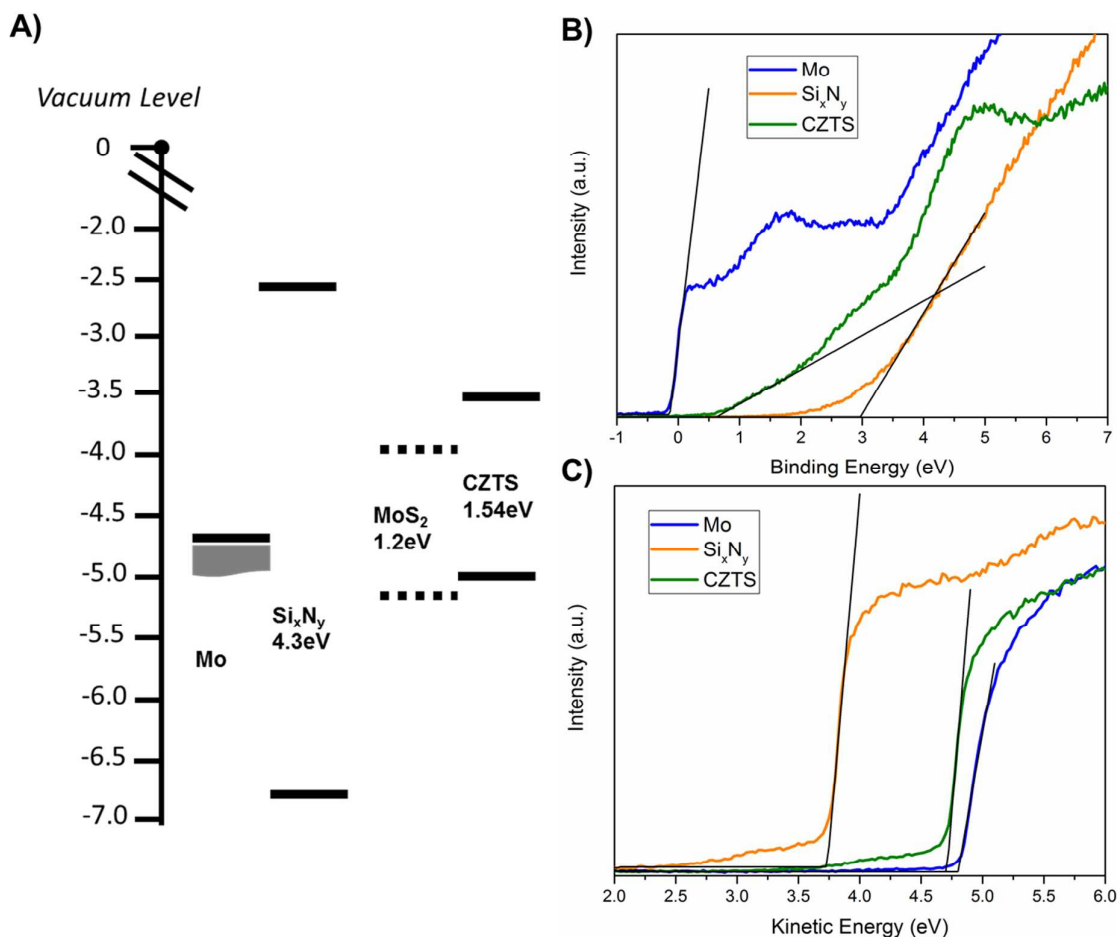 A)
Vacuum Level
0
-2.0
-2.5
-3.0
-3.5
-4.0
-4.5
-5.0
-5.5
-6.0
-6.5
-7.0
Mo
SiₓNᵧ
4.3eV
MoS₂
1.2eV
CZTS
1.54eV
B)
Mo
SiₓNᵧ
CZTS
Intensity (a.u.)
-1 0 1 2 3 4 5 6 7
Binding Energy (eV)
C)
Mo
SiₓNᵧ
CZTS
Intensity (a.u.)
2.0 2.5 3.0 3.5 4.0 4.5 5.0 5.5 6.0
Kinetic Energy (eV)